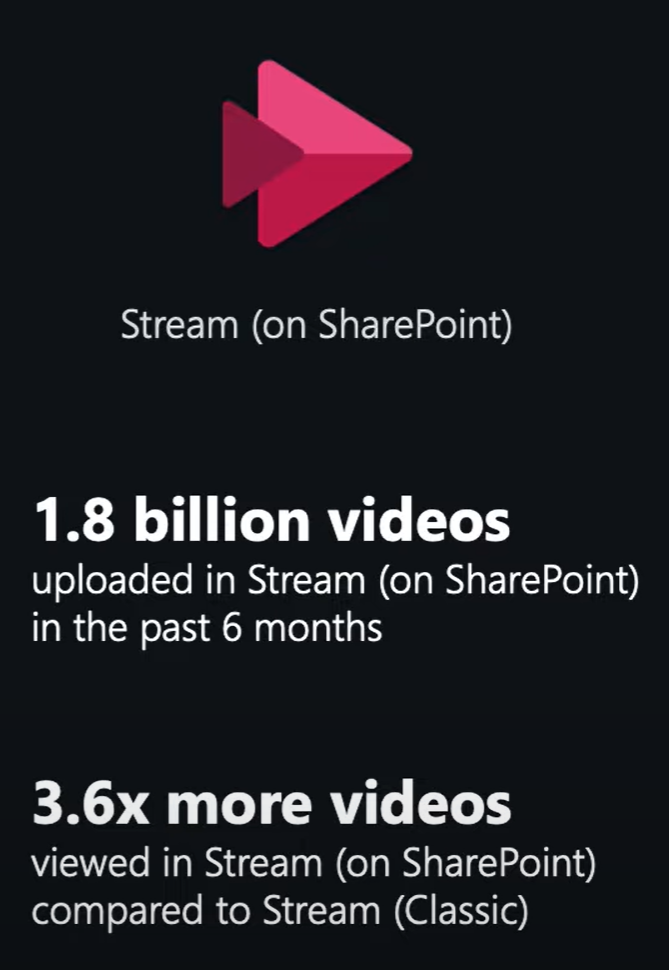 Stream (on SharePoint)
1.8 billion videos
uploaded in Stream (on SharePoint)
in the past 6 months
3.6x more videos
viewed in Stream (on SharePoint)
compared to Stream (Classic)